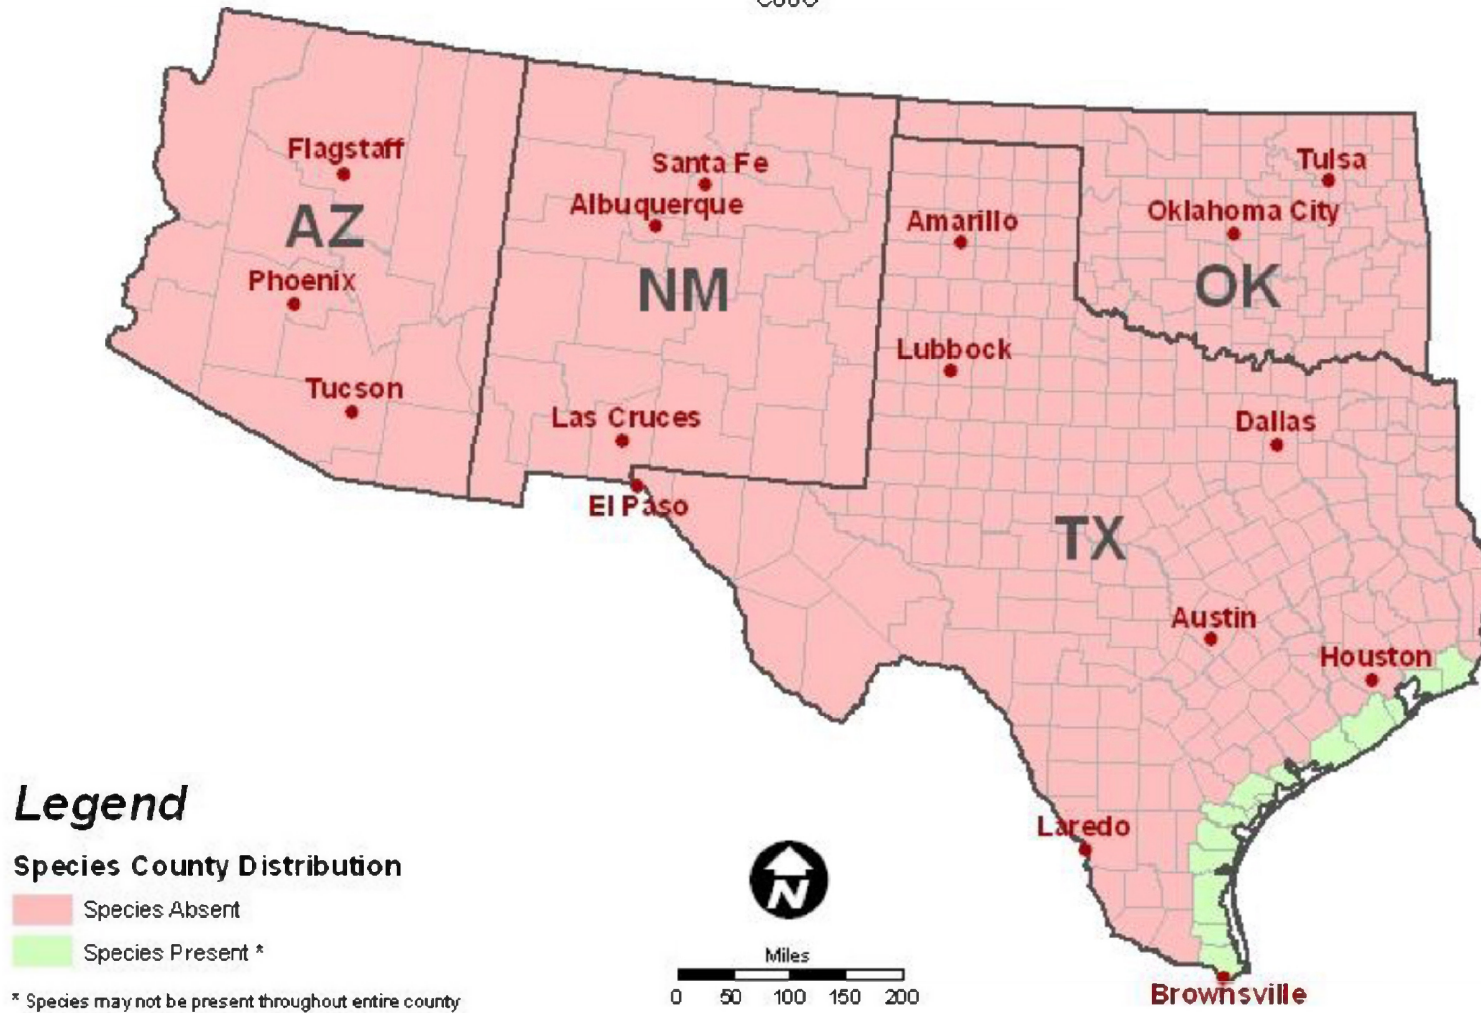 Flagstaff
Santa Fe
Tulsa
Albuquerque
Oklahoma City
Amarillo
AZ
Phoenix
NM
OK
Lubbock
Tucson
Las Cruces
Dallas
El Paso
TX
Austin
Houston
Legend
Laredo
Species County Distribution
Species Absent
Species Present *
* Species may not be present throughout entire county
N
Miles
0 50 100 150 200
Brownsville